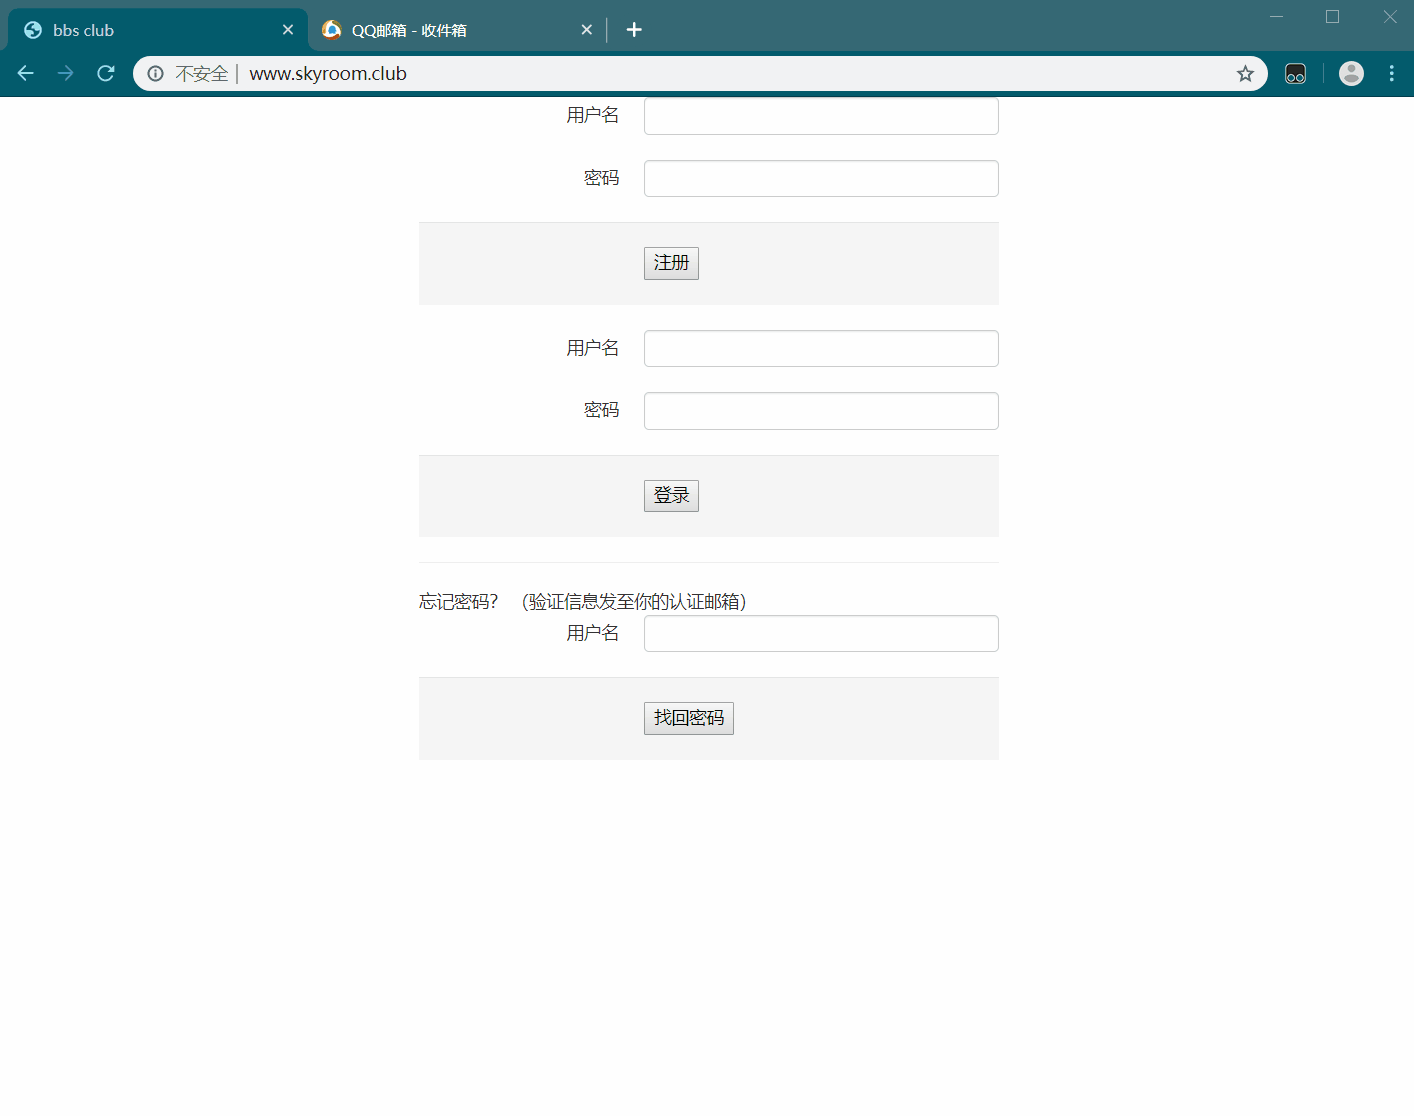 bbs club
QQ邮箱 - 收件箱
不安全 | www.skyroom.club
用户名
密码
注册
用户名
密码
登录
忘记密码？ （验证信息发至你的认证邮箱）
用户名
找回密码